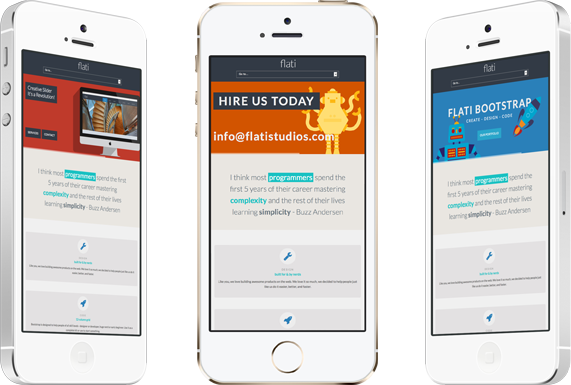 flati
Creative Slider
It's a Revolution!
SERVICES
CONTACT
I think most programmers spend the first
5 years of their career mastering
complexity and the rest of their lives
learning simplicity - Buzz Andersen
flati
HIRE US TODAY
info@flatistudios.com
I think most programmers spend the
first 5 years of their career mastering
complexity and the rest of their lives
learning simplicity - Buzz Andersen
flati
FLATI BOOTSTRAP
CREATE - DESIGN - CODE
OUR PORTFOLIO
I think most programmers spend the
first 5 years of their career mastering
complexity and the rest of their lives
learning simplicity - Buzz Andersen